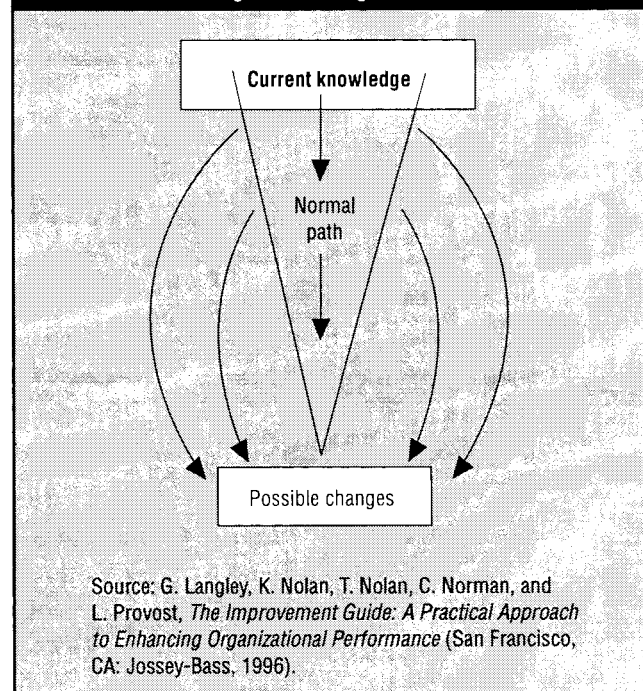 Current knowledge
Normal
path
Possible changes
Source: G. Langley, K. Nolan, T. Nolan, C. Norman, and
L. Provost, The Improvement Guide: A Practical Approach
to Enhancing Organizational Performance (San Francisco,
CA: Jossey-Bass, 1996).